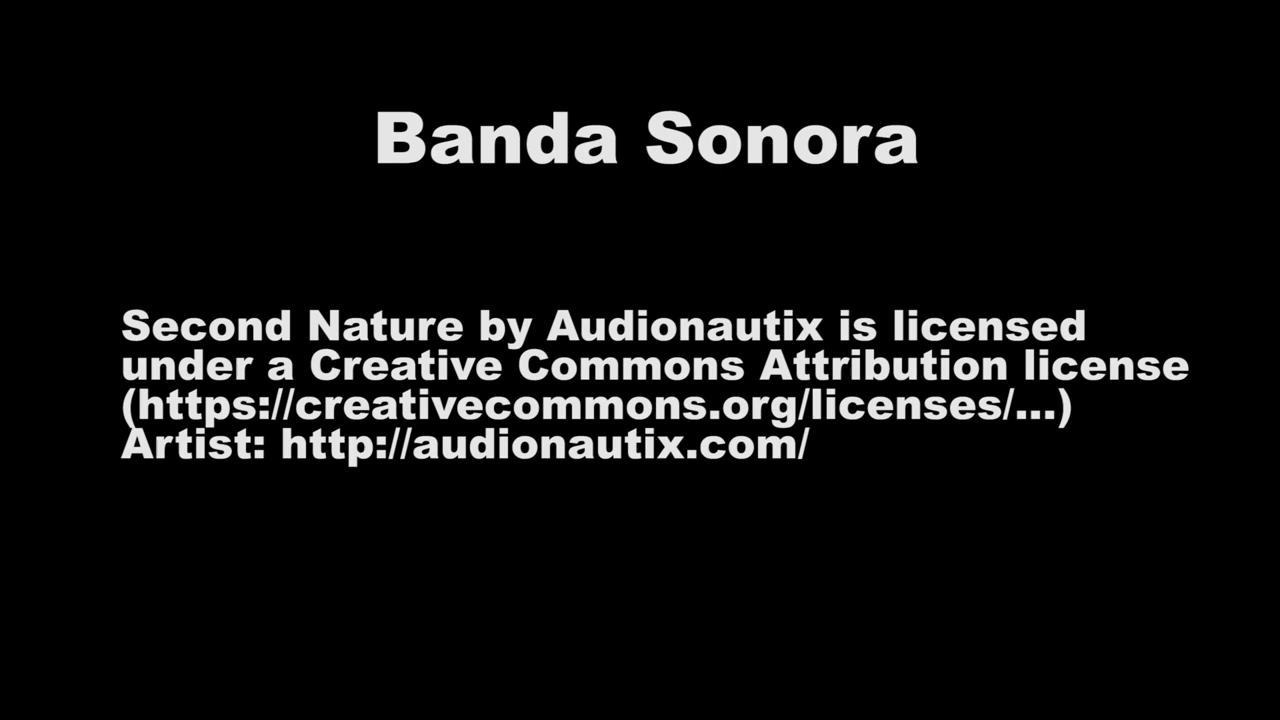 Banda Sonora
Second Nature by Audionautix is licensed
under a Creative Commons Attribution license
(https://creativecommons.org/licenses/...)
Artist: http://audionautix.com/